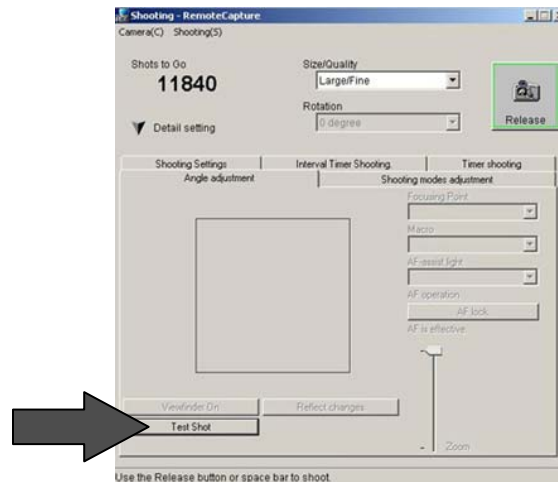 Shooting - RemoteCapture
Camera(C) Shooting(S)
Shots to Go
11840
Size/Quality
Large/Fine
Rotation
0 degree
Detail setting
Release
Shooting Settings
Interval Timer Shooting.
Timer shooting
Angle adjustment
Shooting modes adjustment
Focusing Point
Macro
AF-assist light
AF operation
AF lock
AF is effective
Viewfinder On
Reflect changes
Test Shot
- Zoom
Use the Release button or space bar to shoot.